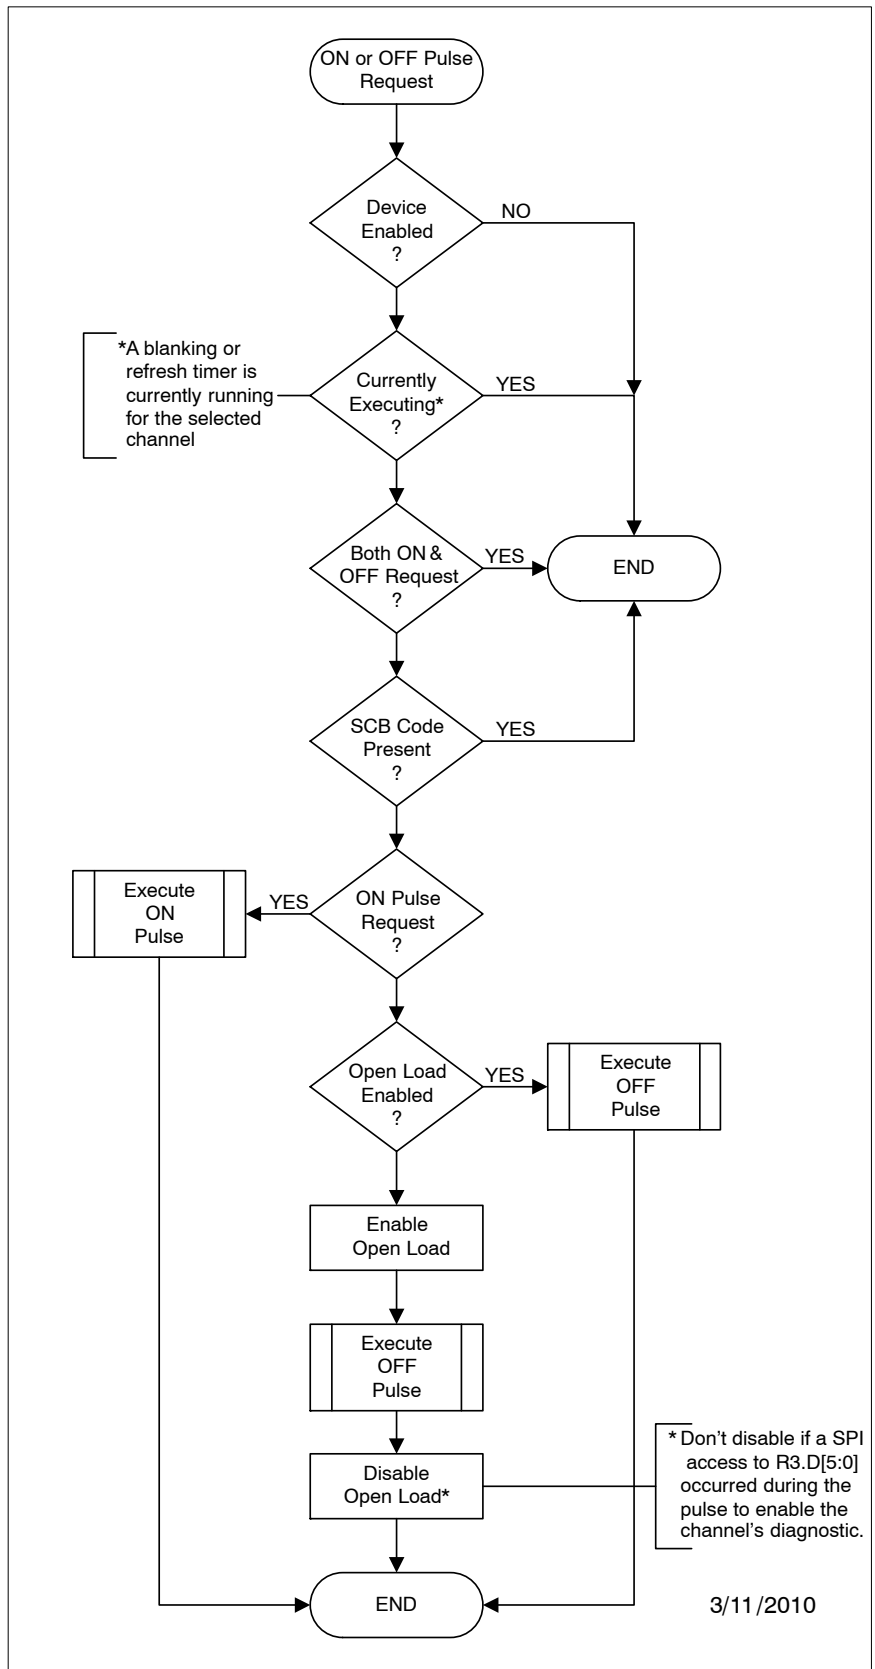 ON or OFF Pulse
Request
Device
Enabled
?
NO
*A blanking or
refresh timer is
currently running
for the selected
channel
Currently
Executing*
?
YES
Both ON &
OFF Request
?
YES
END
SCB Code
Present
?
YES
Execute
ON
Pulse
YES
ON Pulse
Request
?
Open Load
Enabled
?
YES
Execute
OFF
Pulse
Enable
Open Load
Execute
OFF
Pulse
Disable
Open Load*
* Don't disable if a SPI
access to R3.D[5:0]
occurred during the
pulse to enable the
channel's diagnostic.
END
3/11/2010